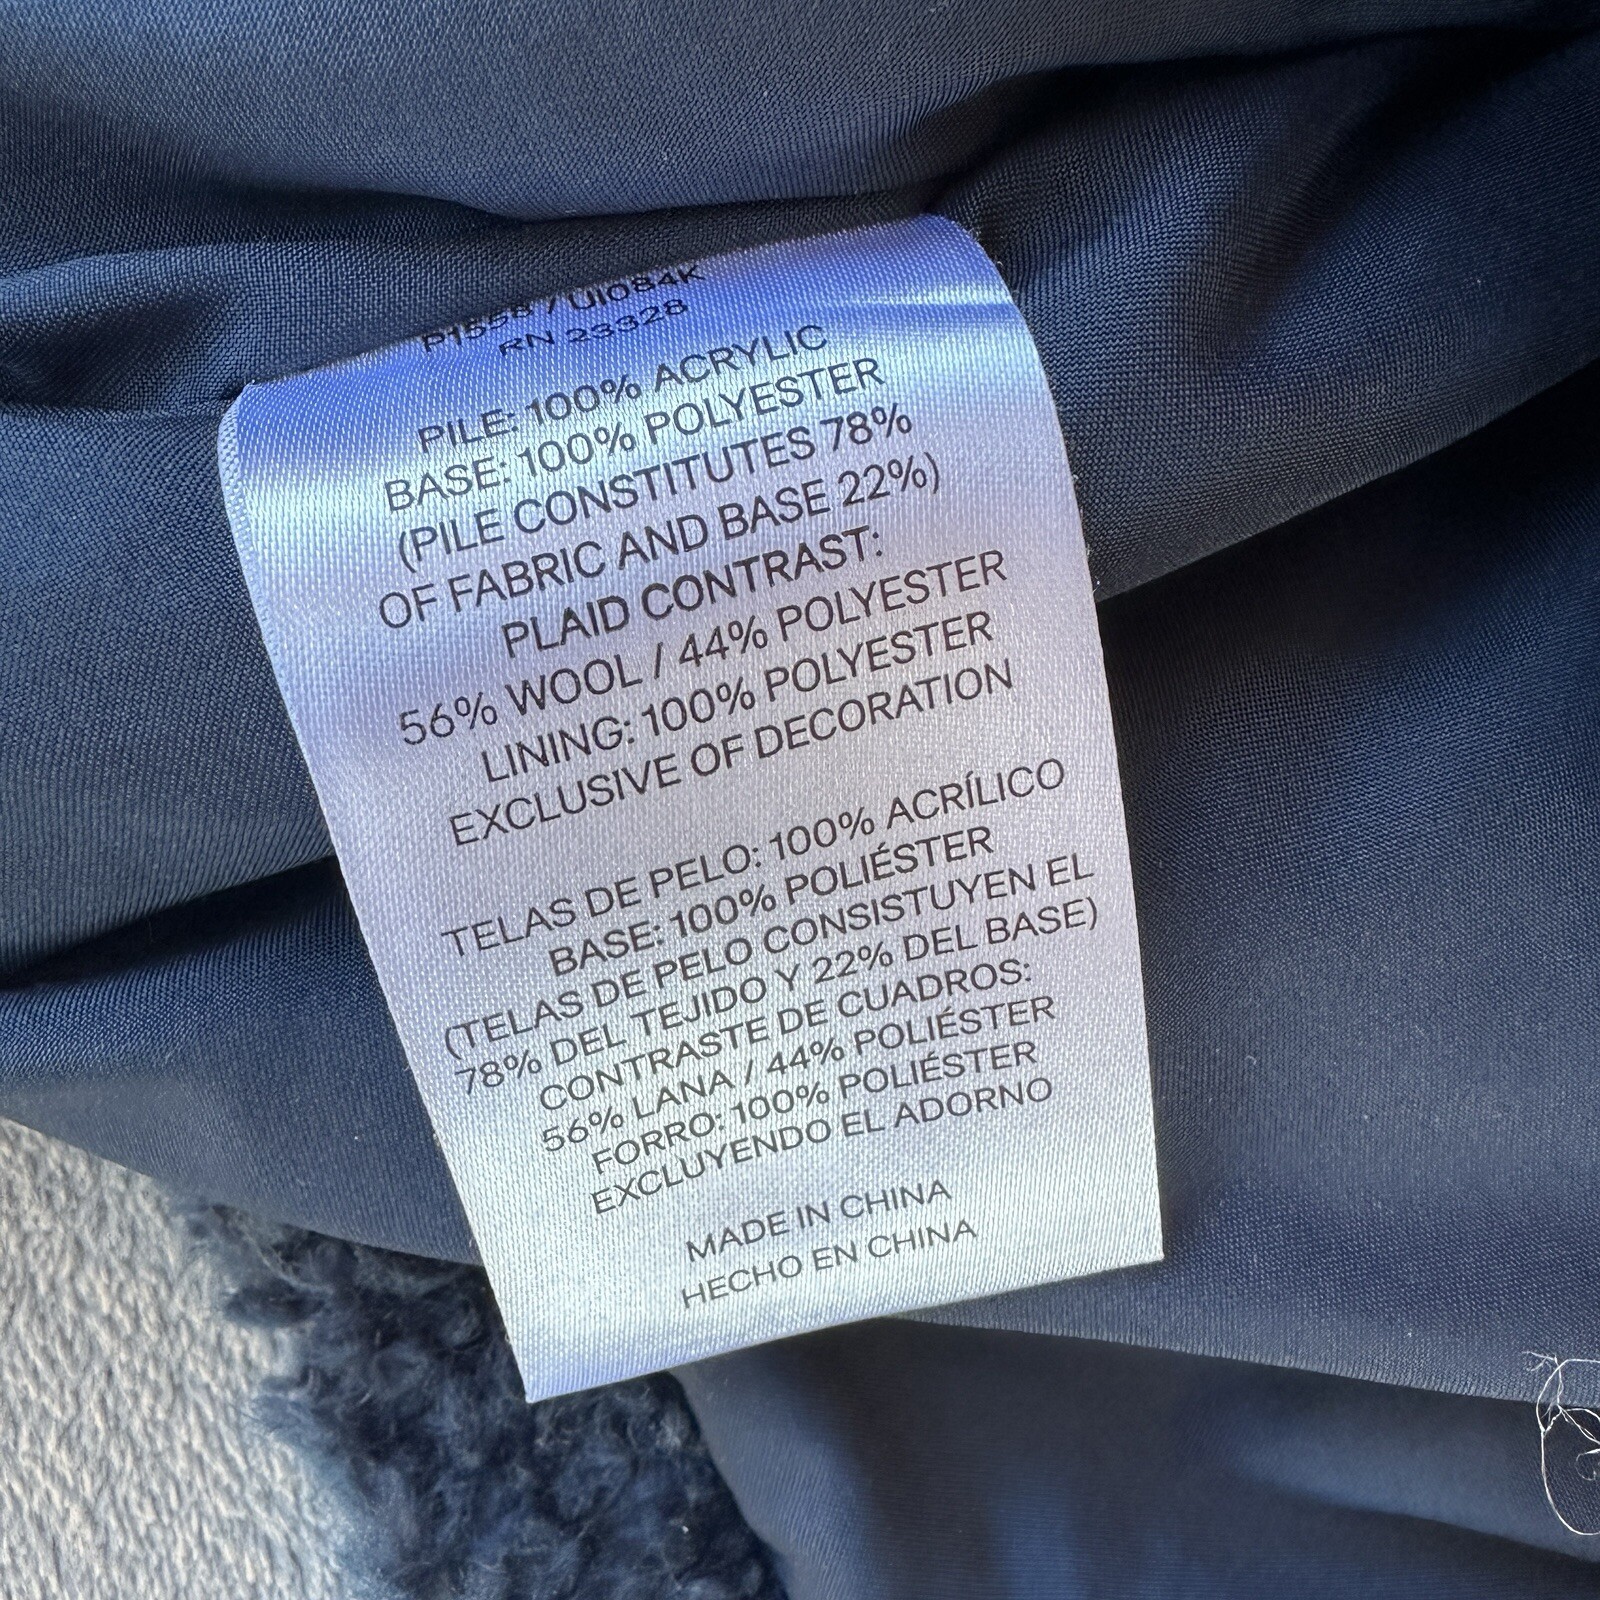 P1558 / U1084K
RN 23328
PILE: 100% ACRYLIC
BASE: 100% POLYESTER
(PILE CONSTITUTES 78%
OF FABRIC AND BASE 22%)
PLAID CONTRAST:
56% WOOL / 44% POLYESTER
LINING: 100% POLYESTER
EXCLUSIVE OF DECORATION
TELAS DE PELO: 100% ACRÍLICO
BASE: 100% POLIÉSTER
(TELAS DE PELO CONSISTUYEN EL
78% DEL TEJIDO Y 22% DEL BASE)
CONTRASTE DE CUADROS:
56% LANA / 44% POLIÉSTER
FORRO: 100% POLIÉSTER
EXCLUYENDO EL ADORNO
MADE IN CHINA
HECHO EN CHINA